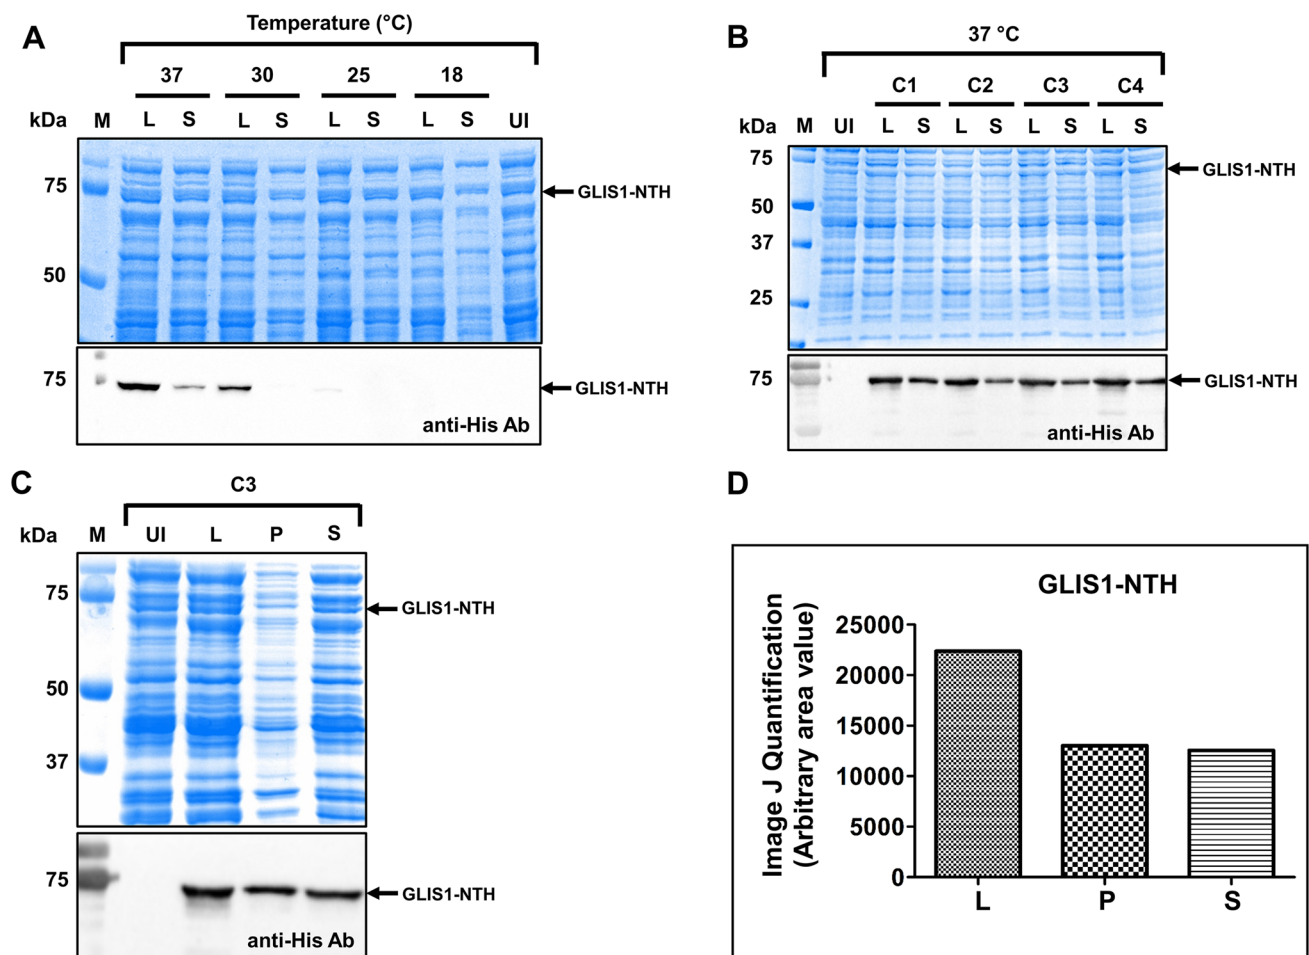 A
Temperature (°C)
37 30 25 18
kDa M L S L S L S L S UI
75
GLIS1-NTH
50
75
GLIS1-NTH
anti-His Ab
B
37 °C
C1 C2 C3 C4
kDa M UI L S L S L S L S
75
GLIS1-NTH
50
37
25
75
GLIS1-NTH
anti-His Ab
C
C3
kDa M UI L P S
75
GLIS1-NTH
50
37
75
GLIS1-NTH
anti-His Ab
D
GLIS1-NTH
Image J Quantification
(Arbitrary area value)
25000
20000
15000
10000
5000
0
L P S